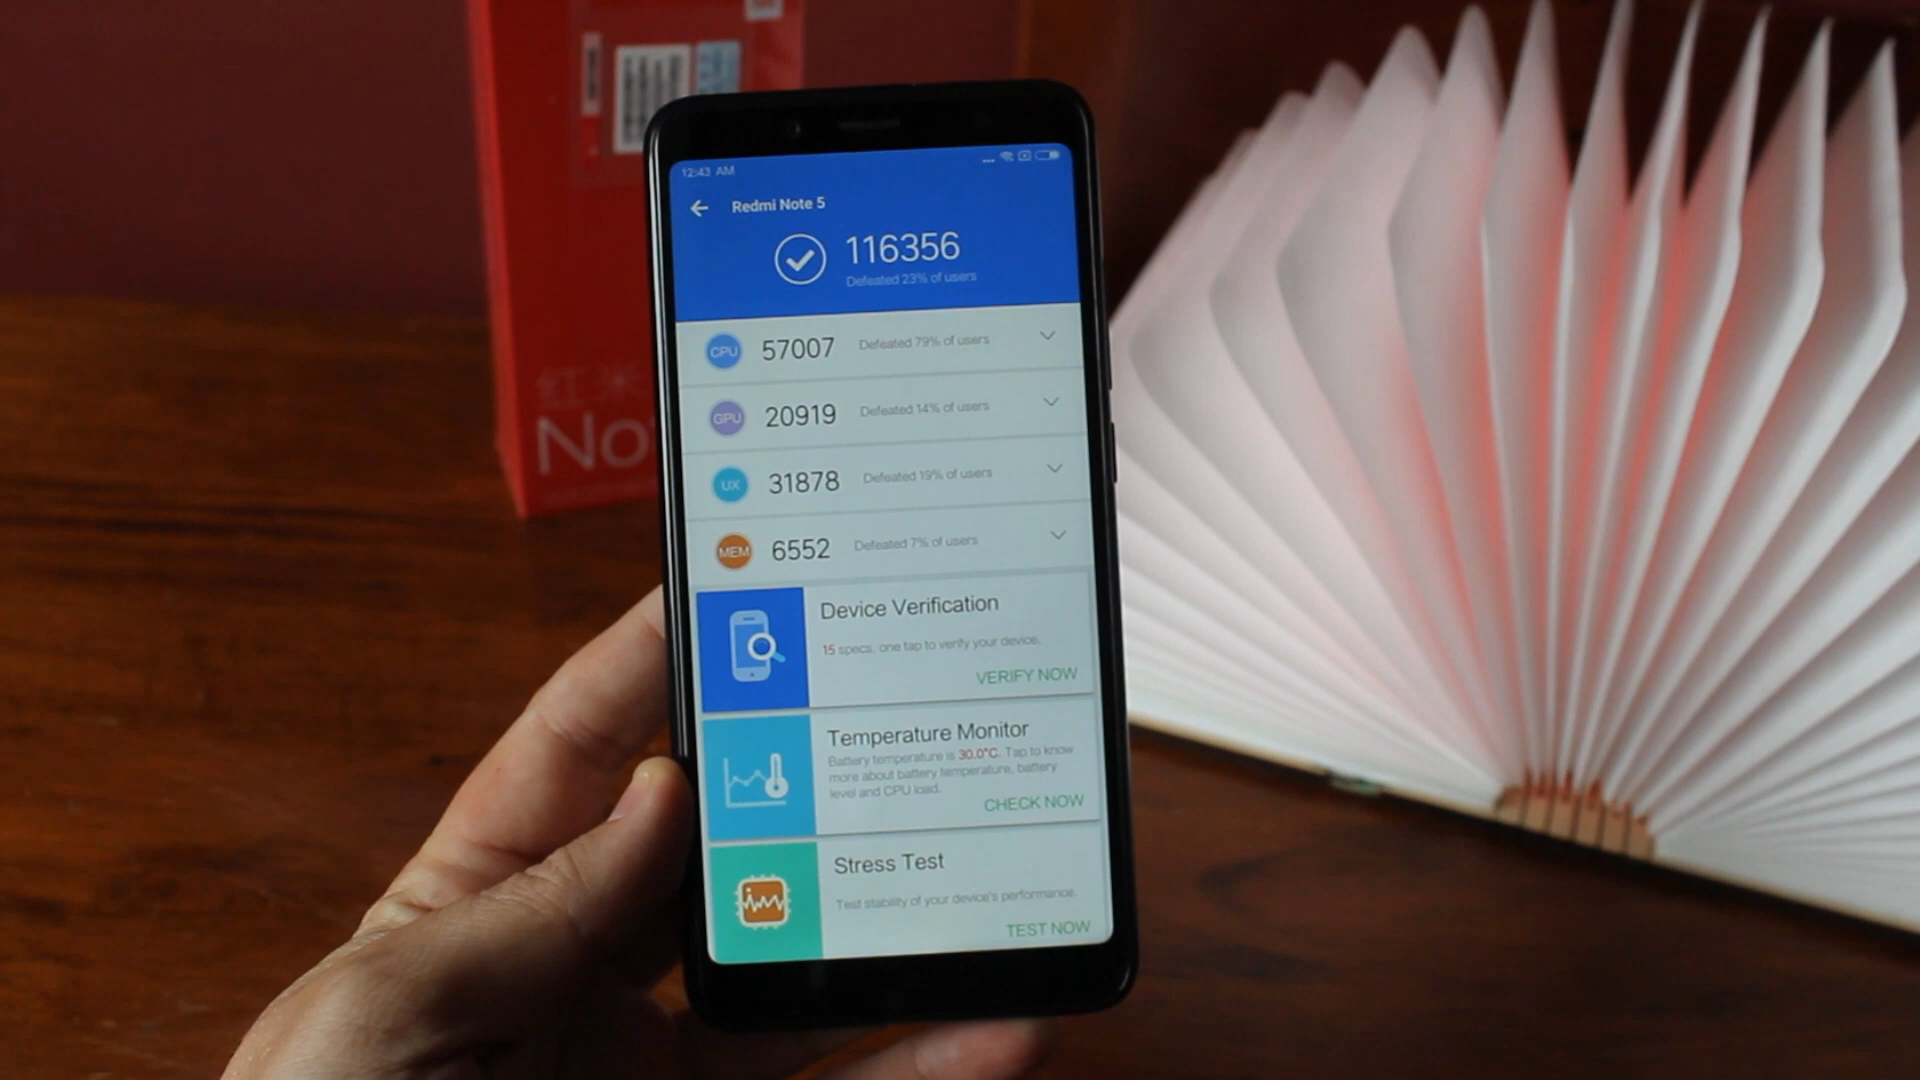 12:43 AM
Redmi Note 5
116356
Defeated 23% of users
CPU 57007 Defeated 79% of users
GPU 20919 Defeated 14% of users
UX 31878 Defeated 19% of users
MEM 6552 Defeated 7% of users
Device Verification
15 specs, one tap to verify your device.
VERIFY NOW
Temperature Monitor
Battery temperature is 30.0°C. Tap to know
more about battery temperature, battery
level and CPU load.
CHECK NOW
Stress Test
Test stability of your device's performance.
TEST NOW
红米
No